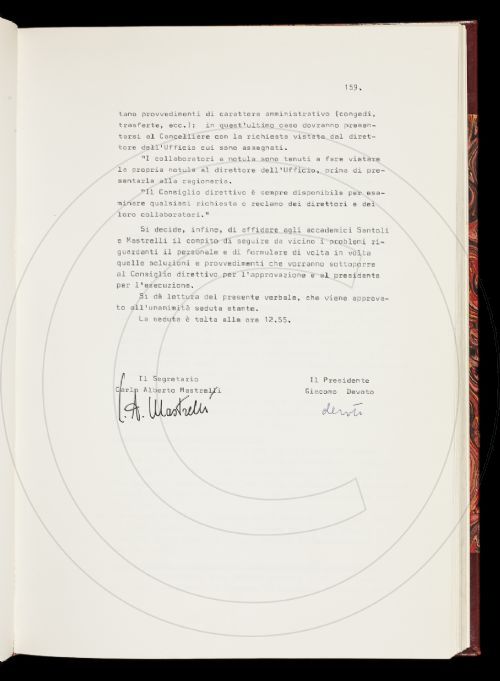 159.
tano provvedimenti di carattere amministrativo (congedi,
trasferte, ecc.); in quest'ultimo caso dovranno presen-
tarsi al Cancelliere con la richiesta vistata dal diret-
tore dell'Ufficio cui sono assegnati.
"I collaboratori a notula sono tenuti a fare vistare
la propria notula al direttore dell'Ufficio, prima di pre-
sentarla alla ragioneria.
"Il Consiglio direttivo è sempre disponibile per esa-
minare qualsiasi richiesta o reclamo dei direttori e dei
loro collaboratori."
Si decide, infine, di affidare agli accademici Santoli
e Mastrelli il compito di seguire da vicino i problemi ri-
guardanti il personale e di formulare di volta in volta
quelle soluzioni e provvedimenti che vorranno sottoporre
al Consiglio direttivo per l'approvazione e al presidente
per l'esecuzione.
Si dà lettura del presente verbale, che viene approva-
to all'unanimità seduta stante.
La seduta è tolta alle ore 12.55.
Il Segretario
Carlo Alberto Mastrelli
C. A. Mastrelli
Il Presidente
Giacomo Devoto
devoto